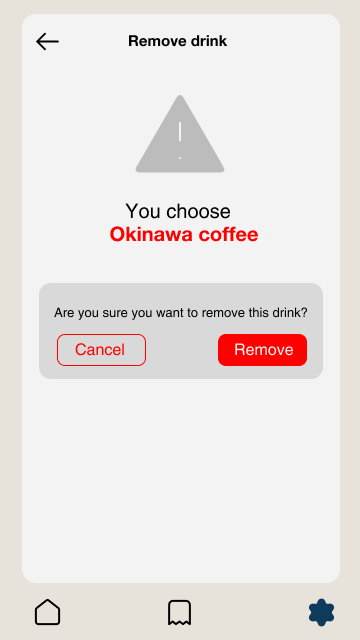 Remove drink
You choose
Okinawa coffee
Are you sure you want to remove this drink?
Cancel
Remove